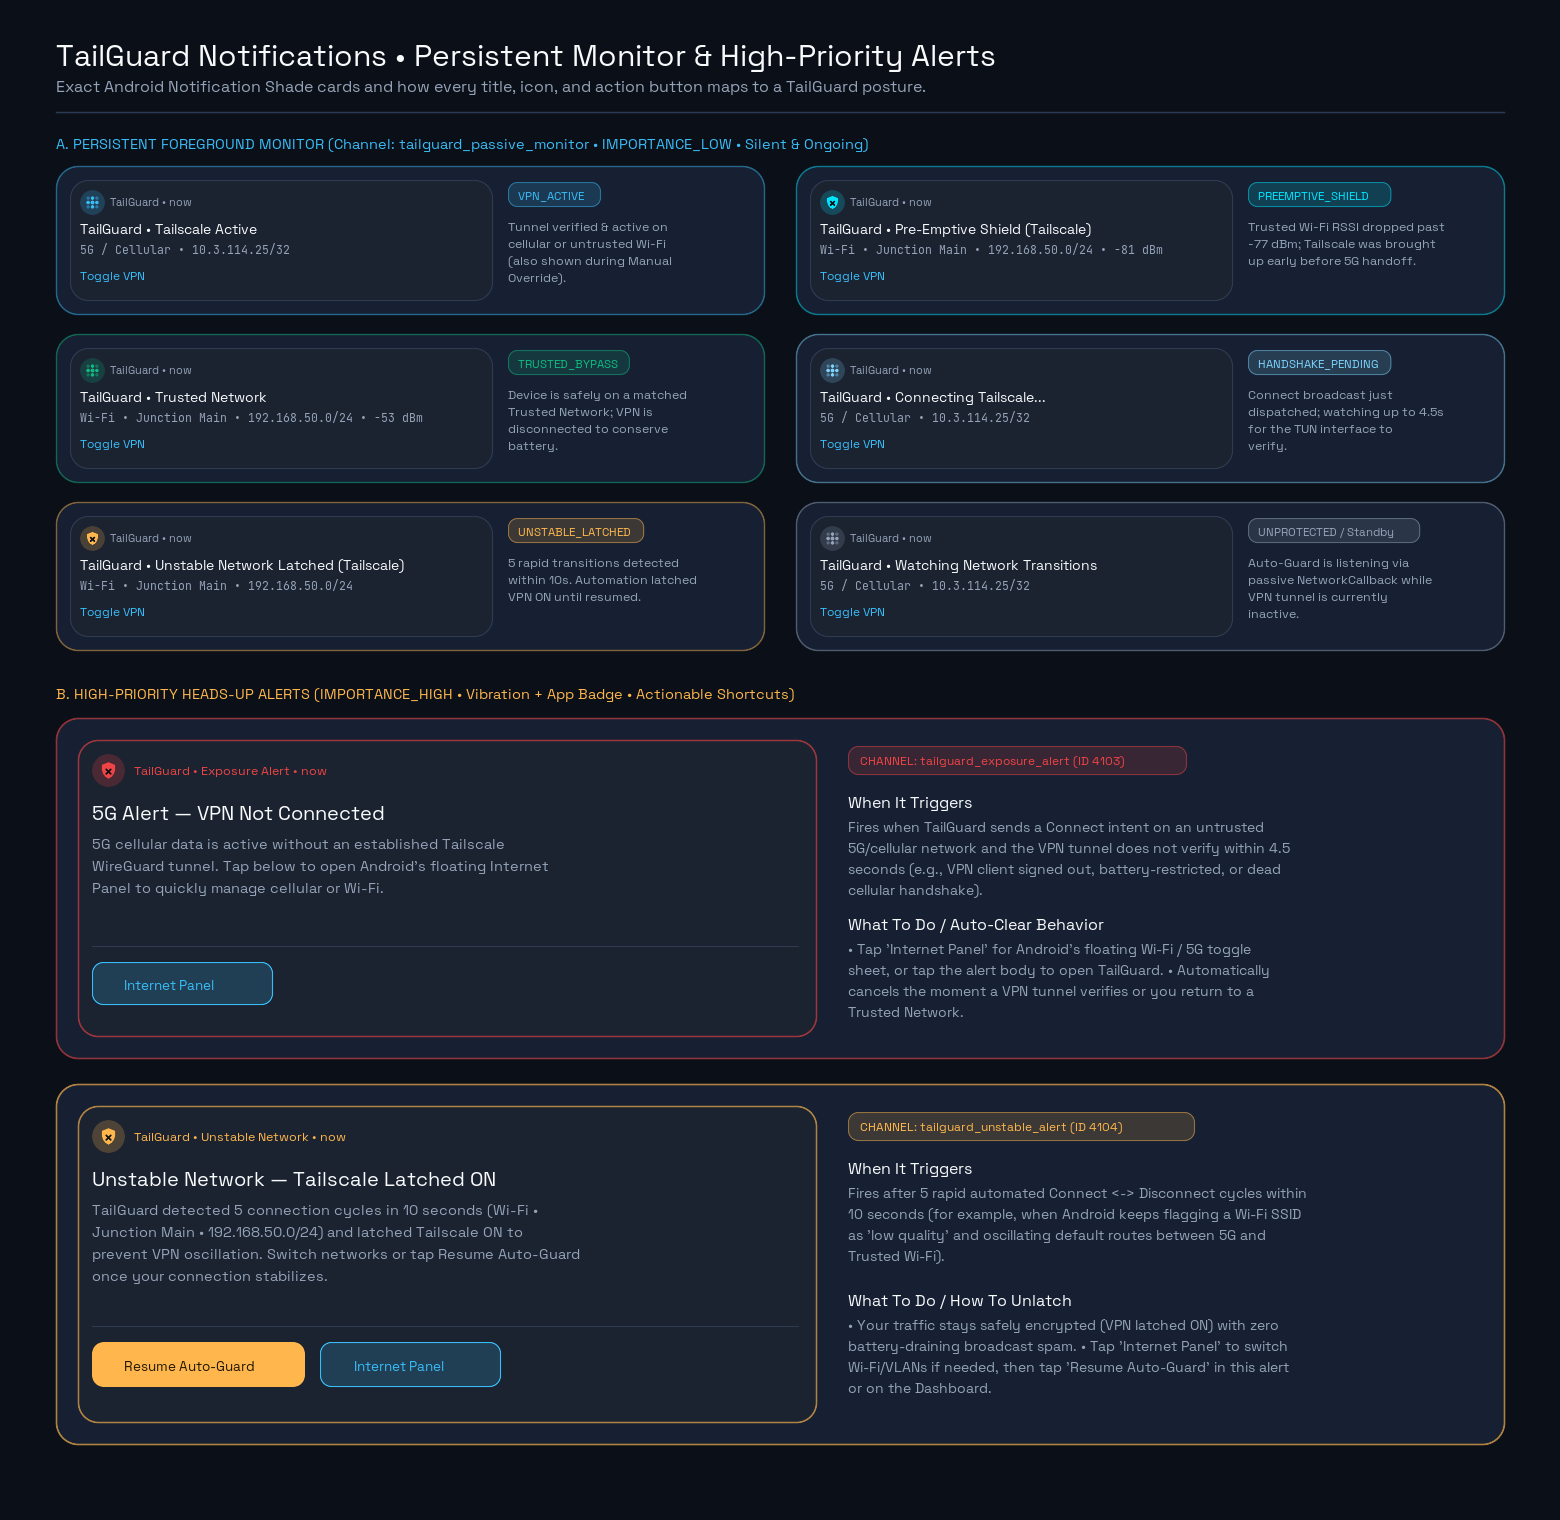 TailGuard Notifications • Persistent Monitor & High-Priority Alerts
Exact Android Notification Shade cards and how every title, icon, and action button maps to a TailGuard posture.
A. PERSISTENT FOREGROUND MONITOR (Channel: tailguard_passive_monitor • IMPORTANCE_LOW • Silent & Ongoing)
TailGuard • now
TailGuard • Tailscale Active
5G / Cellular • 10.3.114.25/32
Toggle VPN
VPN_ACTIVE
Tunnel verified & active on
cellular or untrusted Wi-Fi
(also shown during Manual
Override).
TailGuard • now
TailGuard • Pre-Emptive Shield (Tailscale)
Wi-Fi • Junction Main • 192.168.50.0/24 • -81 dBm
Toggle VPN
PREEMPTIVE_SHIELD
Trusted Wi-Fi RSSI dropped past
-77 dBm; Tailscale was brought
up early before 5G handoff.
TailGuard • now
TailGuard • Trusted Network
Wi-Fi • Junction Main • 192.168.50.0/24 • -53 dBm
Toggle VPN
TRUSTED_BYPASS
Device is safely on a matched
Trusted Network; VPN is
disconnected to conserve
battery.
TailGuard • now
TailGuard • Connecting Tailscale...
5G / Cellular • 10.3.114.25/32
Toggle VPN
HANDSHAKE_PENDING
Connect broadcast just
dispatched; watching up to 4.5s
for the TUN interface to
verify.
TailGuard • now
TailGuard • Unstable Network Latched (Tailscale)
Wi-Fi • Junction Main • 192.168.50.0/24
Toggle VPN
UNSTABLE_LATCHED
5 rapid transitions detected
within 10s. Automation latched
VPN ON until resumed.
TailGuard • now
TailGuard • Watching Network Transitions
5G / Cellular • 10.3.114.25/32
Toggle VPN
UNPROTECTED / Standby
Auto-Guard is listening via
passive NetworkCallback while
VPN tunnel is currently
inactive.
B. HIGH-PRIORITY HEADS-UP ALERTS (IMPORTANCE_HIGH • Vibration + App Badge • Actionable Shortcuts)
TailGuard • Exposure Alert • now
5G Alert — VPN Not Connected
5G cellular data is active without an established Tailscale
WireGuard tunnel. Tap below to open Android's floating Internet
Panel to quickly manage cellular or Wi-Fi.
Internet Panel
CHANNEL: tailguard_exposure_alert (ID 4103)
When It Triggers
Fires when TailGuard sends a Connect intent on an untrusted
5G/cellular network and the VPN tunnel does not verify within 4.5
seconds (e.g., VPN client signed out, battery-restricted, or dead
cellular handshake).
What To Do / Auto-Clear Behavior
• Tap 'Internet Panel' for Android's floating Wi-Fi / 5G toggle
sheet, or tap the alert body to open TailGuard. • Automatically
cancels the moment a VPN tunnel verifies or you return to a
Trusted Network.
TailGuard • Unstable Network • now
Unstable Network — Tailscale Latched ON
TailGuard detected 5 connection cycles in 10 seconds (Wi-Fi •
Junction Main • 192.168.50.0/24) and latched Tailscale ON to
prevent VPN oscillation. Switch networks or tap Resume Auto-Guard
once your connection stabilizes.
Resume Auto-Guard
Internet Panel
CHANNEL: tailguard_unstable_alert (ID 4104)
When It Triggers
Fires after 5 rapid automated Connect <-> Disconnect cycles within
10 seconds (for example, when Android keeps flagging a Wi-Fi SSID
as 'low quality' and oscillating default routes between 5G and
Trusted Wi-Fi).
What To Do / How To Unlatch
• Your traffic stays safely encrypted (VPN latched ON) with zero
battery-draining broadcast spam. • Tap 'Internet Panel' to switch
Wi-Fi/VLANs if needed, then tap 'Resume Auto-Guard' in this alert
or on the Dashboard.